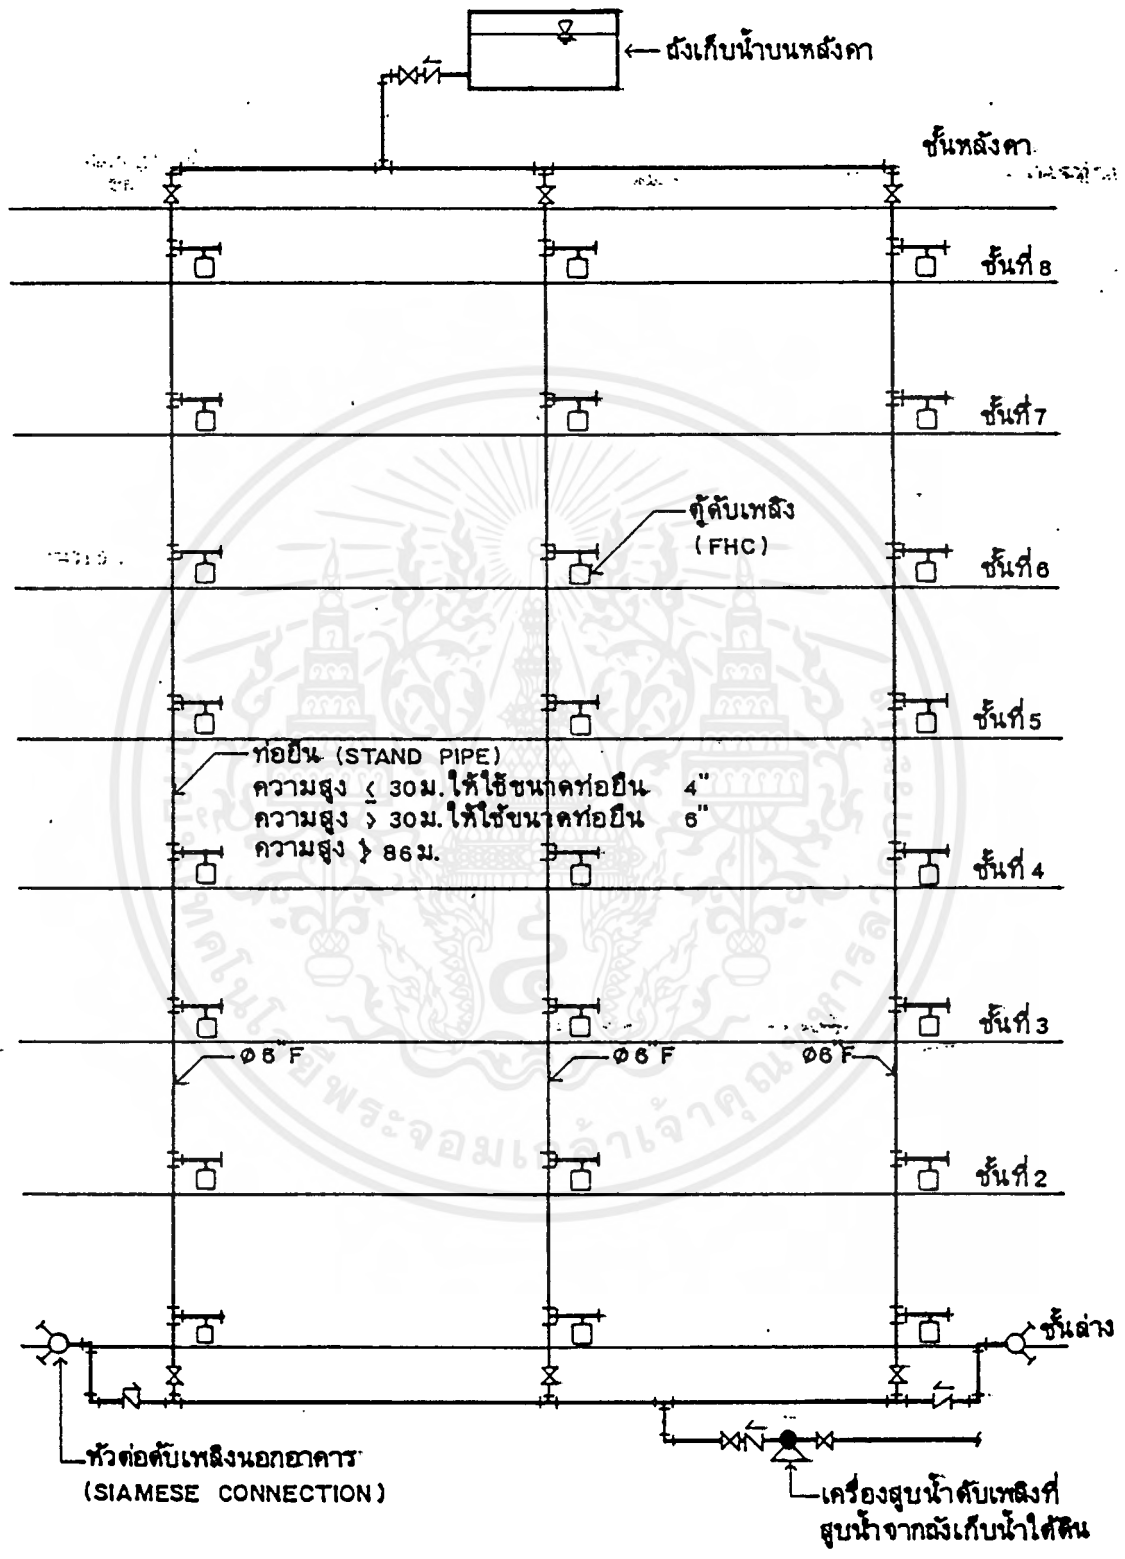 ถังเก็บน้ำบนหลังคา
ชั้นหลังคา
ชั้นที่ 8
ชั้นที่ 7
ตู้ดับเพลิง
(FHC)
ชั้นที่ 6
ชั้นที่ 5
ท่อยืน (STAND PIPE)
ความสูง ≤ 30 ม. ให้ใช้ขนาดท่อยืน 4"
ความสูง > 30 ม. ให้ใช้ขนาดท่อยืน 6"
ความสูง ≯ 86 ม.
ชั้นที่ 4
ชั้นที่ 3
Ø 6" F
Ø 6" F
Ø 6" F
ชั้นที่ 2
ชั้นล่าง
หัวต่อดับเพลิงนอกอาคาร
(SIAMESE CONNECTION)
เครื่องสูบน้ำดับเพลิงที่
สูบน้ำจากถังเก็บน้ำใต้ดิน